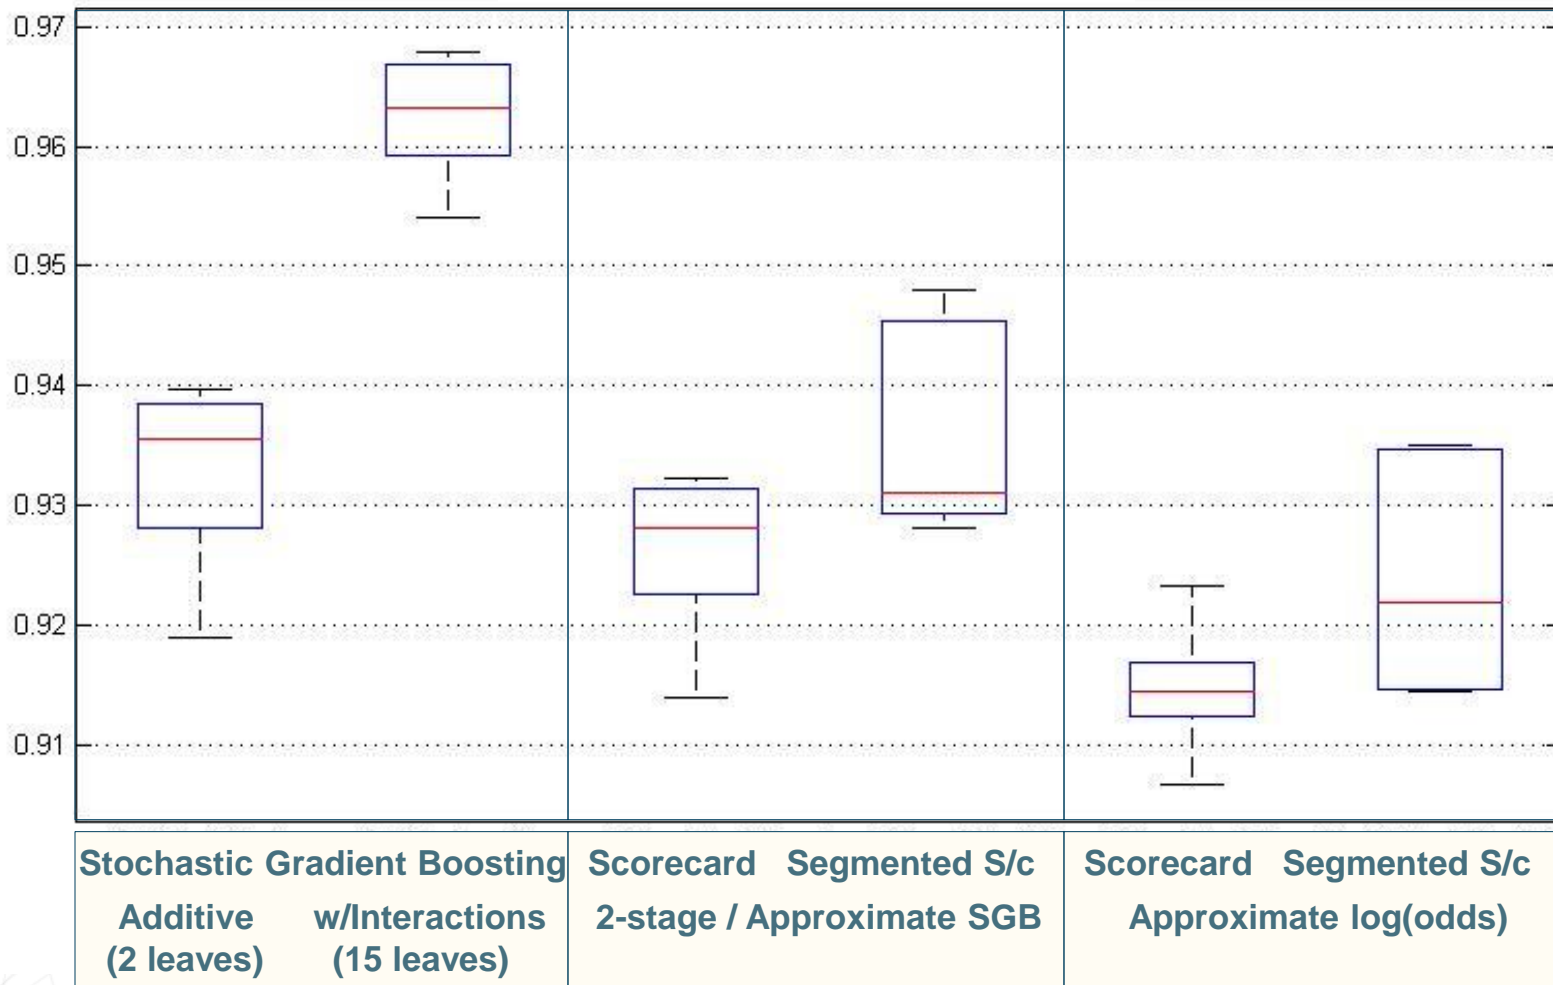 0.97
0.96
0.95
0.94
0.93
0.92
0.91
Stochastic Gradient Boosting
Additive w/Interactions
(2 leaves) (15 leaves)
Scorecard Segmented S/c
2-stage / Approximate SGB
Scorecard Segmented S/c
Approximate log(odds)